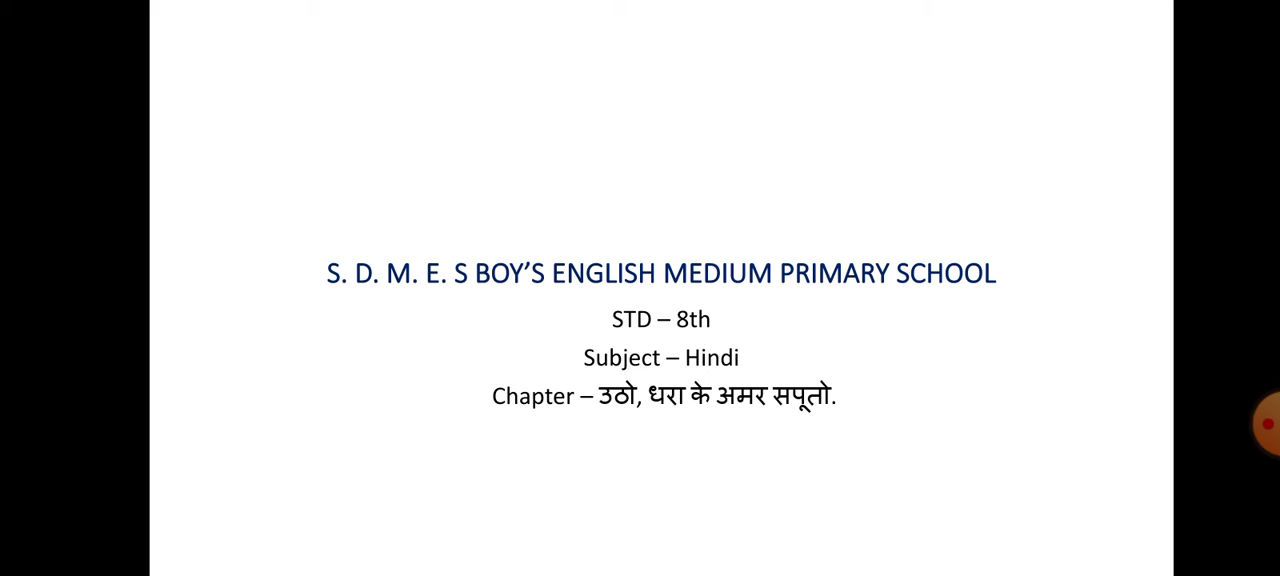 S. D. M. E. S BOY’S ENGLISH MEDIUM PRIMARY SCHOOL
STD – 8th
Subject – Hindi
Chapter – उठो, धरा के अमर सपूतो.